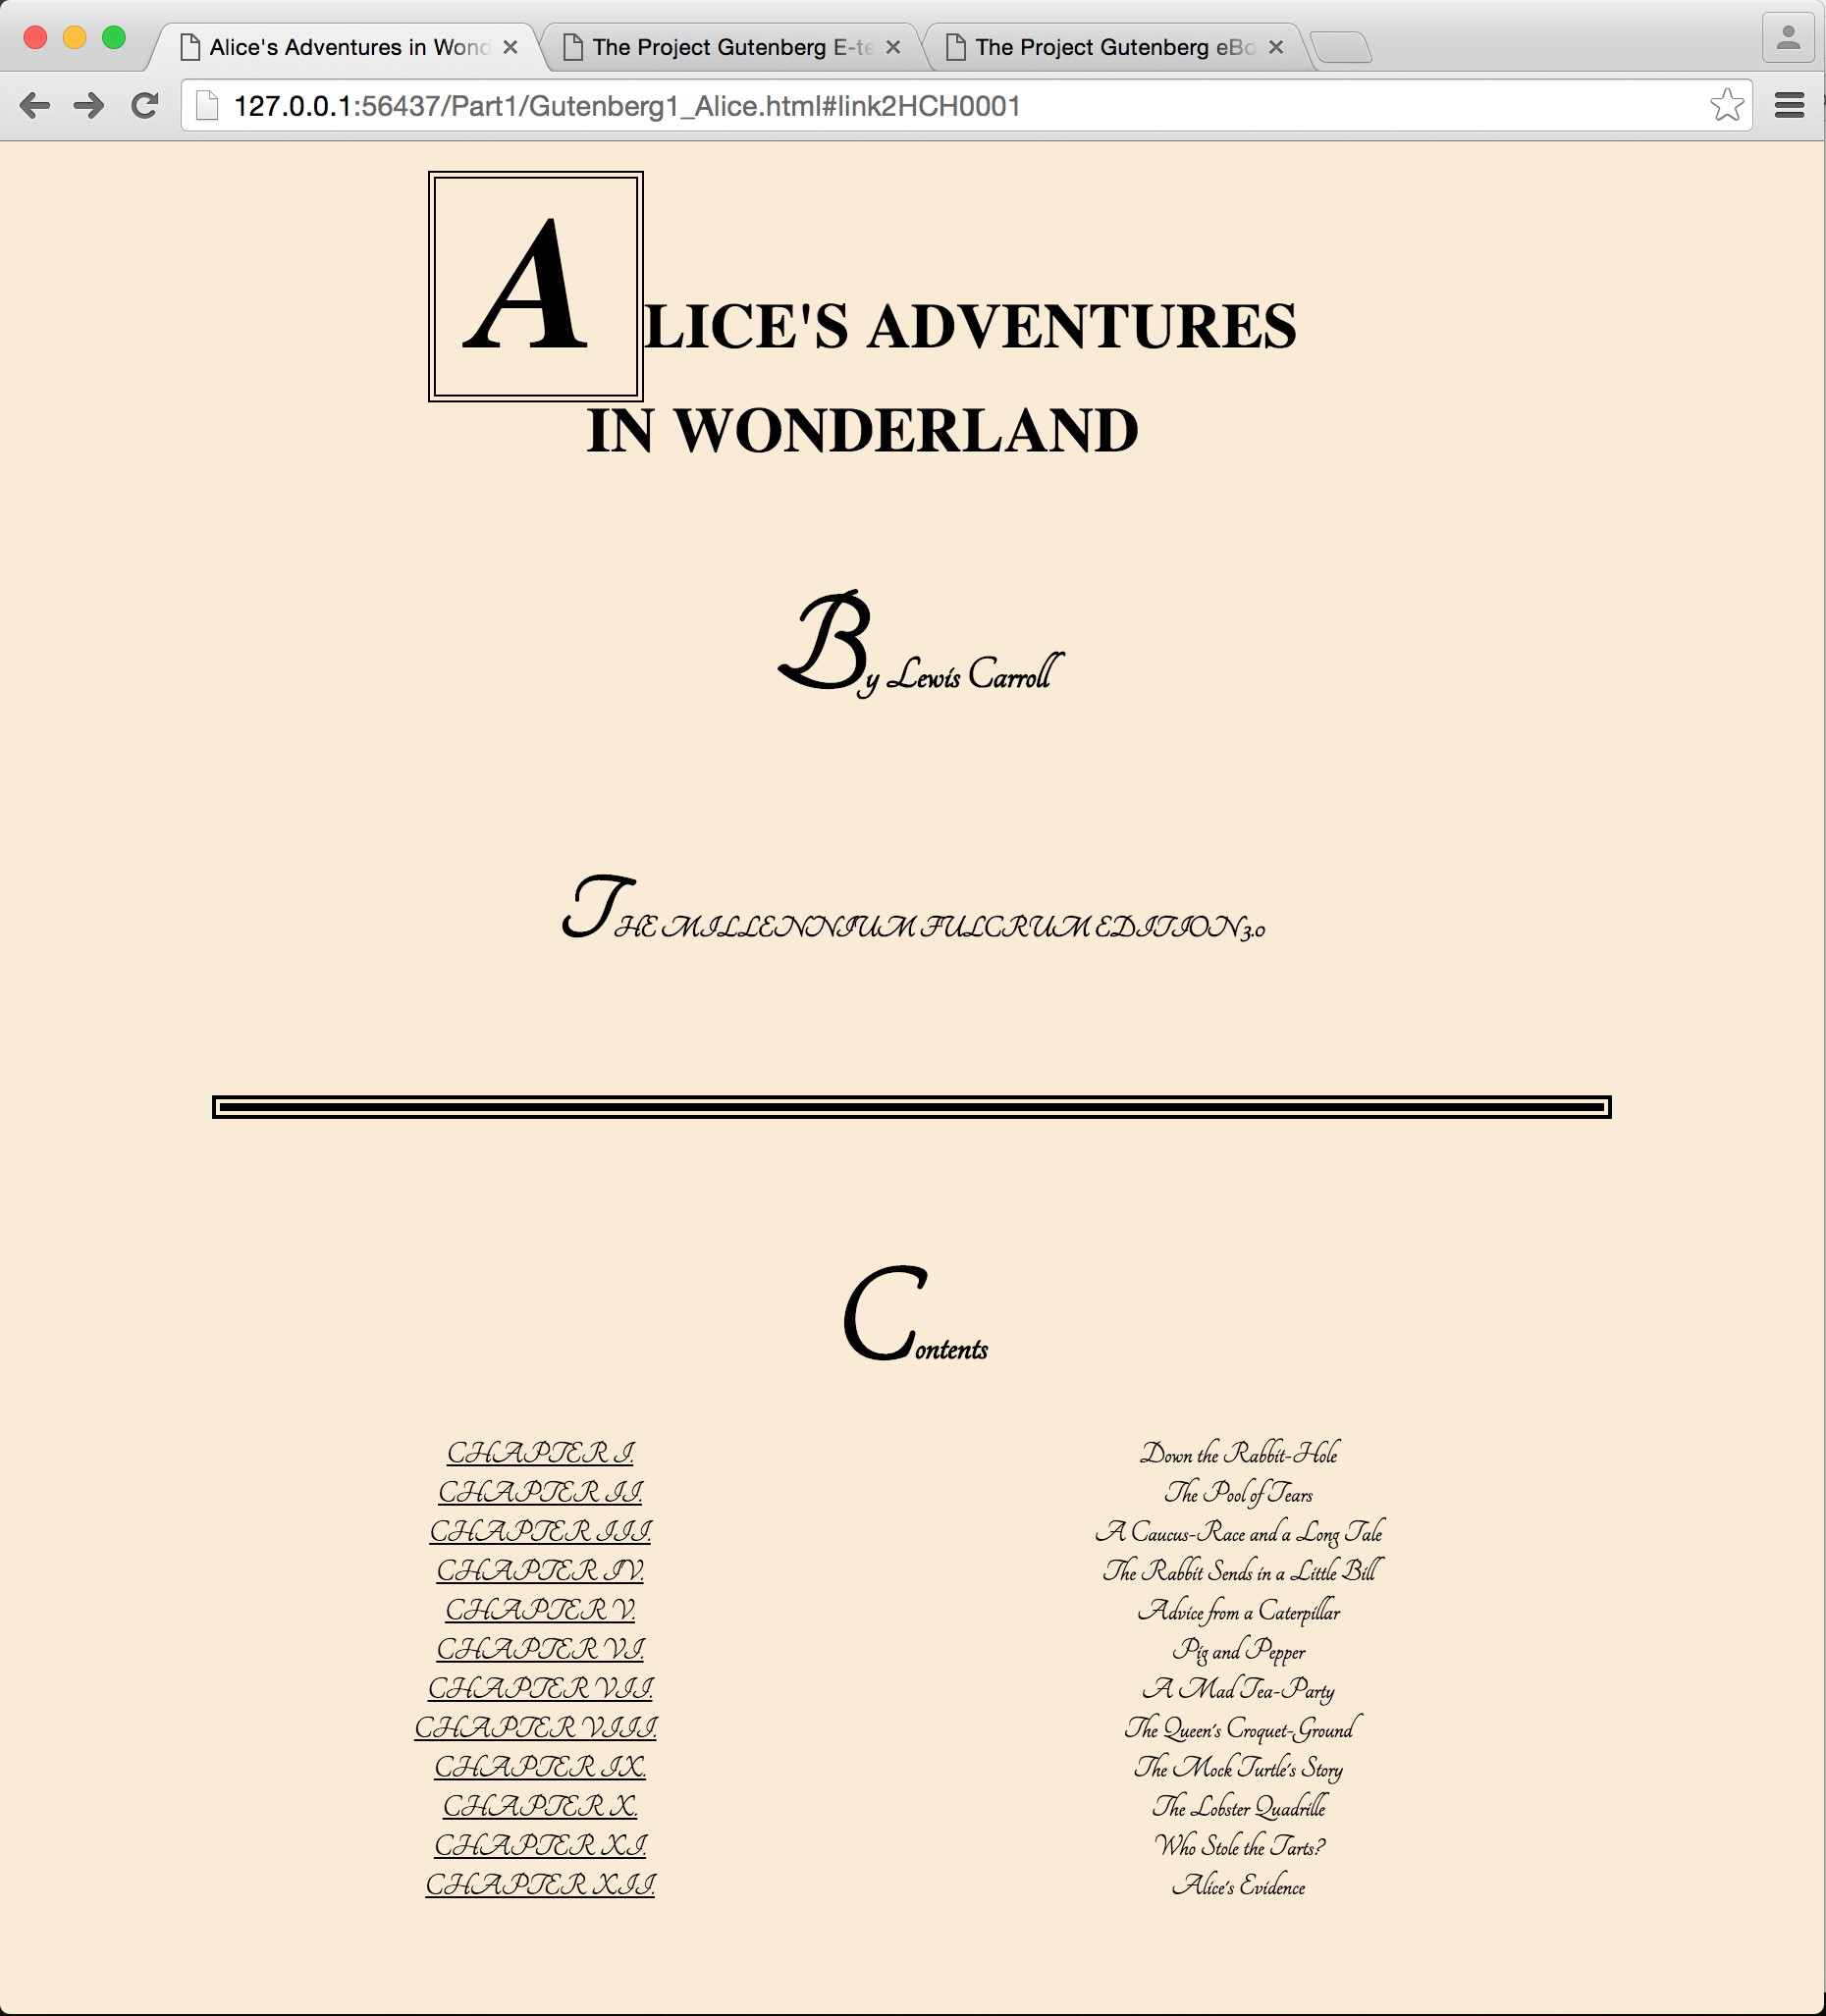 Alice's Adventures in Wond
The Project Gutenberg E-te
The Project Gutenberg eBo
127.0.0.1:56437/Part1/Gutenberg1_Alice.html#link2HCH0001
ALICE'S ADVENTURES
IN WONDERLAND
By Lewis Carroll
THE MILLENNIUM FULCRUM EDITION 3.0
Contents
CHAPTER I. Down the Rabbit-Hole
CHAPTER II. The Pool of Tears
CHAPTER III. A Caucus-Race and a Long Tale
CHAPTER IV. The Rabbit Sends in a Little Bill
CHAPTER V. Advice from a Caterpillar
CHAPTER VI. Pig and Pepper
CHAPTER VII. A Mad Tea-Party
CHAPTER VIII. The Queen's Croquet-Ground
CHAPTER IX. The Mock Turtle's Story
CHAPTER X. The Lobster Quadrille
CHAPTER XI. Who Stole the Tarts?
CHAPTER XII. Alice's Evidence